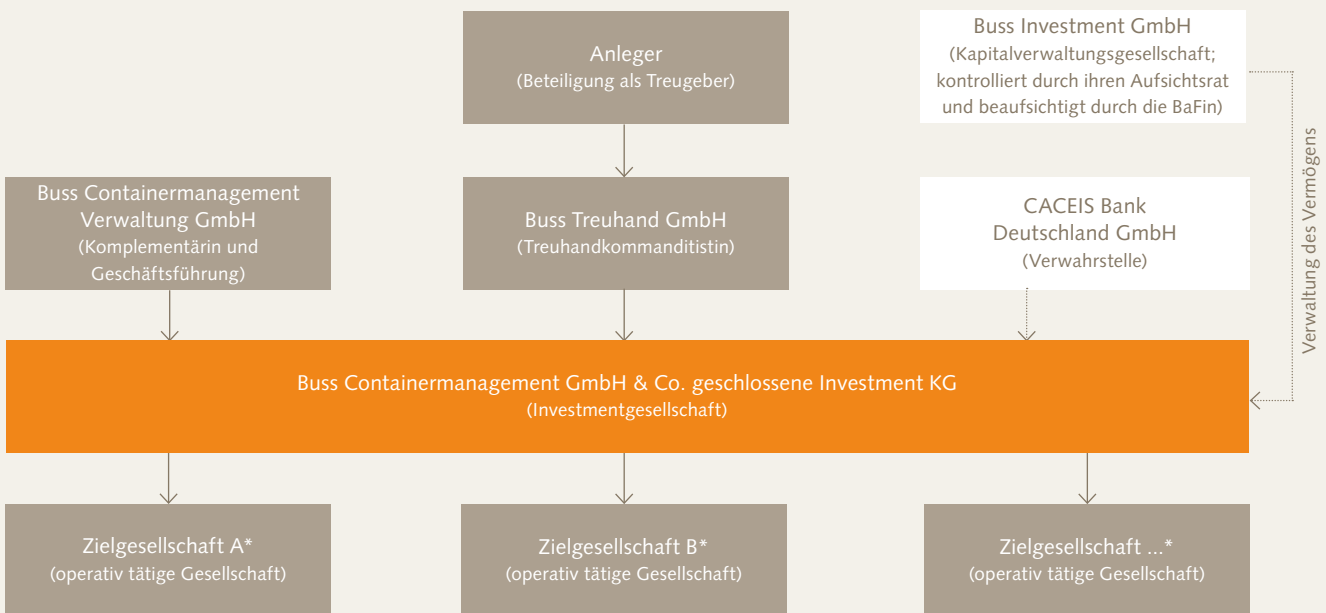 Anleger
(Beteiligung als Treugeber)
Buss Investment GmbH
(Kapitalverwaltungsgesellschaft;
kontrolliert durch ihren Aufsichtsrat
und beaufsichtigt durch die BaFin)
Verwaltung des Vermögens
Buss Containermanagement
Verwaltung GmbH
(Komplementärin und
Geschäftsführung)
Buss Treuhand GmbH
(Treuhandkommanditistin)
CACEIS Bank
Deutschland GmbH
(Verwahrstelle)
Buss Containermanagement GmbH & Co. geschlossene Investment KG
(Investmentgesellschaft)
Zielgesellschaft A*
(operativ tätige Gesellschaft)
Zielgesellschaft B*
(operativ tätige Gesellschaft)
Zielgesellschaft ...*
(operativ tätige Gesellschaft)